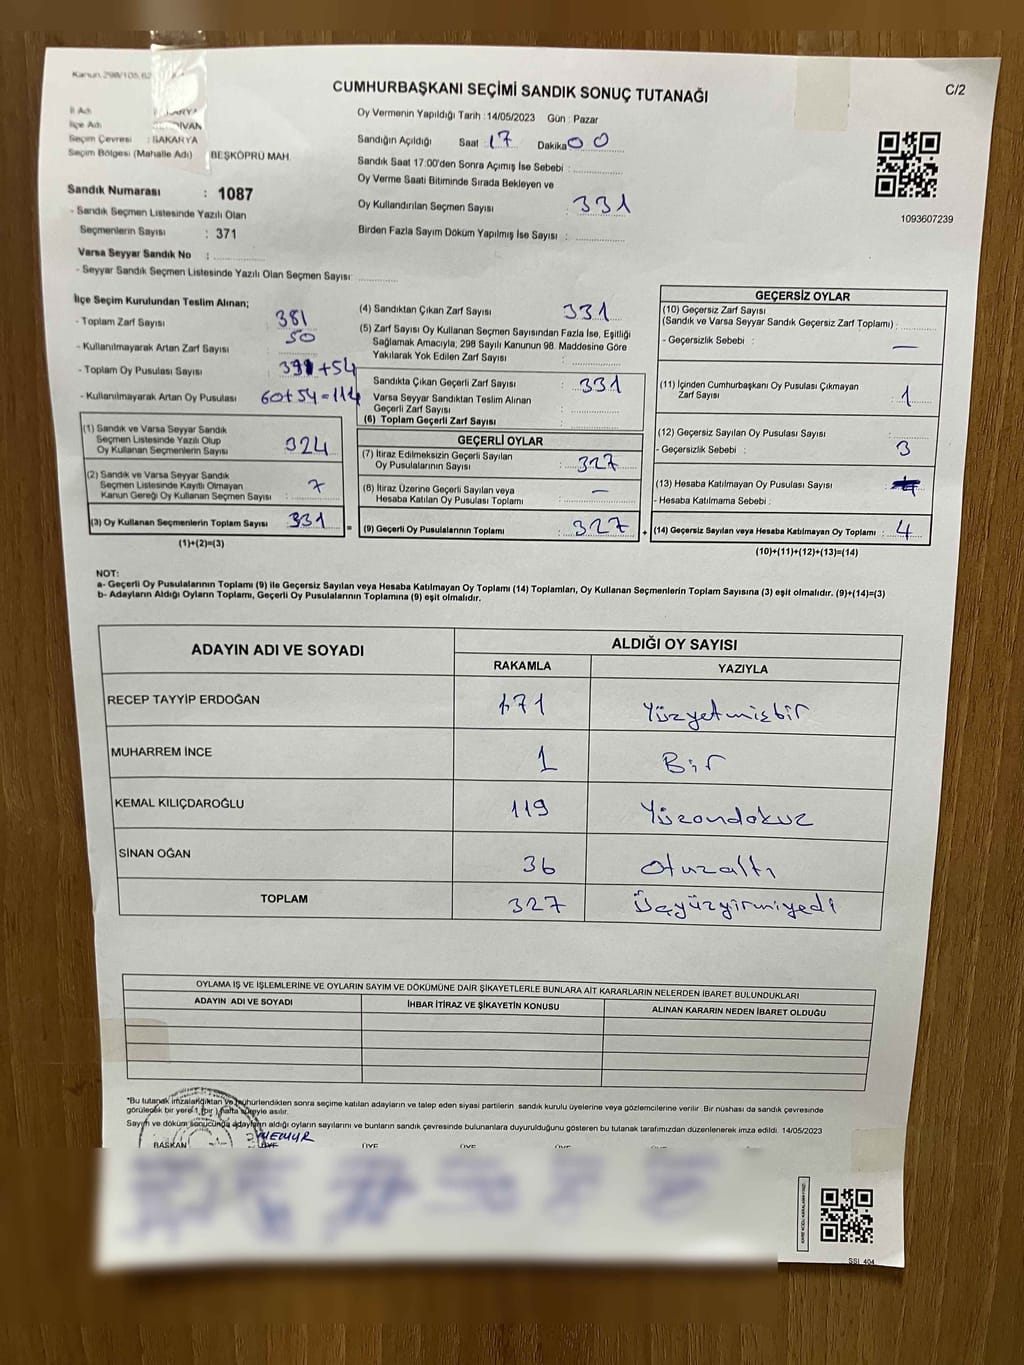 Kanun.298/105,62
C/2
CUMHURBAŞKANI SEÇİMİ SANDIK SONUÇ TUTANAĞI
İl Adı
İlçe Adı
Seçim Çevresi : SAKARYA
Seçim Bölgesi (Mahalle Adı) BEŞKÖPRÜ MAH.
Oy Vermenin Yapıldığı Tarih :14/05/2023 Gün : Pazar
Sandığın Açıldığı Saat 17 Dakika 00
Sandık Saat 17:00'den Sonra Açımış İse Sebebi :
Oy Verme Saati Bitiminde Sırada Bekleyen ve
Oy Kullandırılan Seçmen Sayısı : 331
Birden Fazla Sayım Döküm Yapılmış İse Sayısı :
1093607239
Sandık Numarası : 1087
- Sandık Seçmen Listesinde Yazılı Olan
Seçmenlerin Sayısı : 371
Varsa Seyyar Sandık No :
- Seyyar Sandık Seçmen Listesinde Yazılı Olan Seçmen Sayısı:
İlçe Seçim Kurulundan Teslim Alınan;
- Toplam Zarf Sayısı 381
- Kullanılmayarak Artan Zarf Sayısı 50
- Toplam Oy Pusulası Sayısı +54
- Kullanılmayarak Artan Oy Pusulası 60+54=114
(1) Sandık ve Varsa Seyyar Sandık
Seçmen Listesinde Yazılı Olup
Oy Kullanan Seçmenlerin Sayısı : 324
(2) Sandık ve Varsa Seyyar Sandık
Seçmen Listesinde Kayıtlı Olmayan
Kanun Gereği Oy Kullanan Seçmen Sayısı : 7
(3) Oy Kullanan Seçmenlerin Toplam Sayısı 331
(1)+(2)=(3)
(4) Sandıktan Çıkan Zarf Sayısı 331
(5) Zarf Sayısı Oy Kullanan Seçmen Sayısından Fazla İse, Eşitliği
Sağlamak Amacıyla; 298 Sayılı Kanunun 98. Maddesine Göre
Yakılarak Yok Edilen Zarf Sayısı :
Sandıkta Çıkan Geçerli Zarf Sayısı : 331
Varsa Seyyar Sandıktan Teslim Alınan
Geçerli Zarf Sayısı :
(6) Toplam Geçerli Zarf Sayısı :
GEÇERLİ OYLAR
(7) İtiraz Edilmeksizin Geçerli Sayılan
Oy Pusulalarının Sayısı : 327
(8) İtiraz Üzerine Geçerli Sayılan veya
Hesaba Katılan Oy Pusulası Toplamı : —
(9) Geçerli Oy Pusulalarının Toplamı : 327
GEÇERSİZ OYLAR
(10) Geçersiz Zarf Sayısı
(Sandık ve Varsa Seyyar Sandık Geçersiz Zarf Toplamı) :
- Geçersizlik Sebebi : —
(11) İçinden Cumhurbaşkanı Oy Pusulası Çıkmayan
Zarf Sayısı : 1
(12) Geçersiz Sayılan Oy Pusulası Sayısı :
- Geçersizlik Sebebi : 3
(13) Hesaba Katılmayan Oy Pusulası Sayısı
- Hesaba Katılmama Sebebi :
(14) Geçersiz Sayılan veya Hesaba Katılmayan Oy Toplamı : 4
(10)+(11)+(12)+(13)=(14)
NOT:
a- Geçerli Oy Pusulalarının Toplamı (9) ile Geçersiz Sayılan veya Hesaba Katılmayan Oy Toplamı (14) Toplamları, Oy Kullanan Seçmenlerin Toplam Sayısına (3) eşit olmalıdır. (9)+(14)=(3)
b- Adayların Aldığı Oyların Toplamı, Geçerli Oy Pusulalarının Toplamına (9) eşit olmalıdır.
ADAYIN ADI VE SOYADI
ALDIĞI OY SAYISI
RAKAMLA YAZIYLA
RECEP TAYYİP ERDOĞAN 171 Yüzyetmişbir
MUHARREM İNCE 1 Bir
KEMAL KILIÇDAROĞLU 119 Yüzondokuz
SİNAN OĞAN 36 Otuzaltı
TOPLAM 327 Üçyüzyirmiyedi
OYLAMA İŞ VE İŞLEMLERİNE VE OYLARIN SAYIM VE DÖKÜMÜNE DAİR ŞİKAYETLERLE BUNLARA AİT KARARLARIN NELERDEN İBARET BULUNDUKLARI
ADAYIN ADI VE SOYADI İHBAR İTİRAZ VE ŞİKAYETİN KONUSU ALINAN KARARIN NEDEN İBARET OLDUĞU
*Bu tutanak imzalandıktan ve mühürlendikten sonra seçime katılan adayların ve talep eden siyasi partilerin sandık kurulu üyelerine veya gözlemcilerine verilir. Bir nüshası da sandık çevresinde
görülecek bir yere 1 (bir) hafta süreyle asılır.
Sayım ve döküm sonucunda adayların aldığı oyların sayılarını ve bunların sandık çevresinde bulunanlara duyurulduğunu gösteren bu tutanak tarafımızdan düzenlenerek imza edildi. 14/05/2023
MEMUR
BAŞKAN ÜYE ÜYE ÜYE ÜYE ÜYE
SSI_404